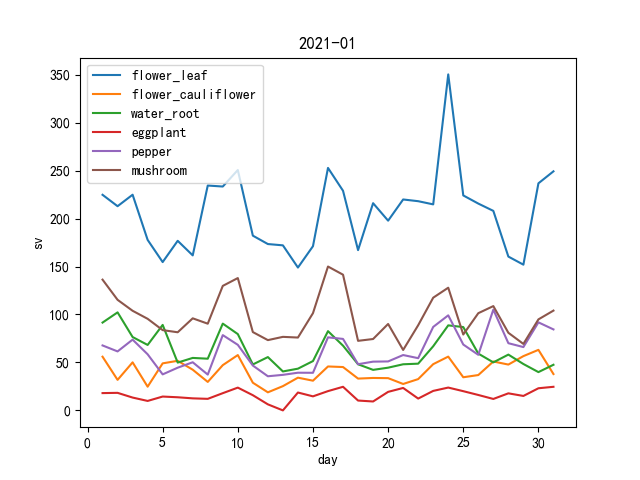 2021-01
flower_leaf
flower_cauliflower
water_root
eggplant
pepper
mushroom
350
300
250
200
150
100
50
0
sv
0 5 10 15 20 25 30
day